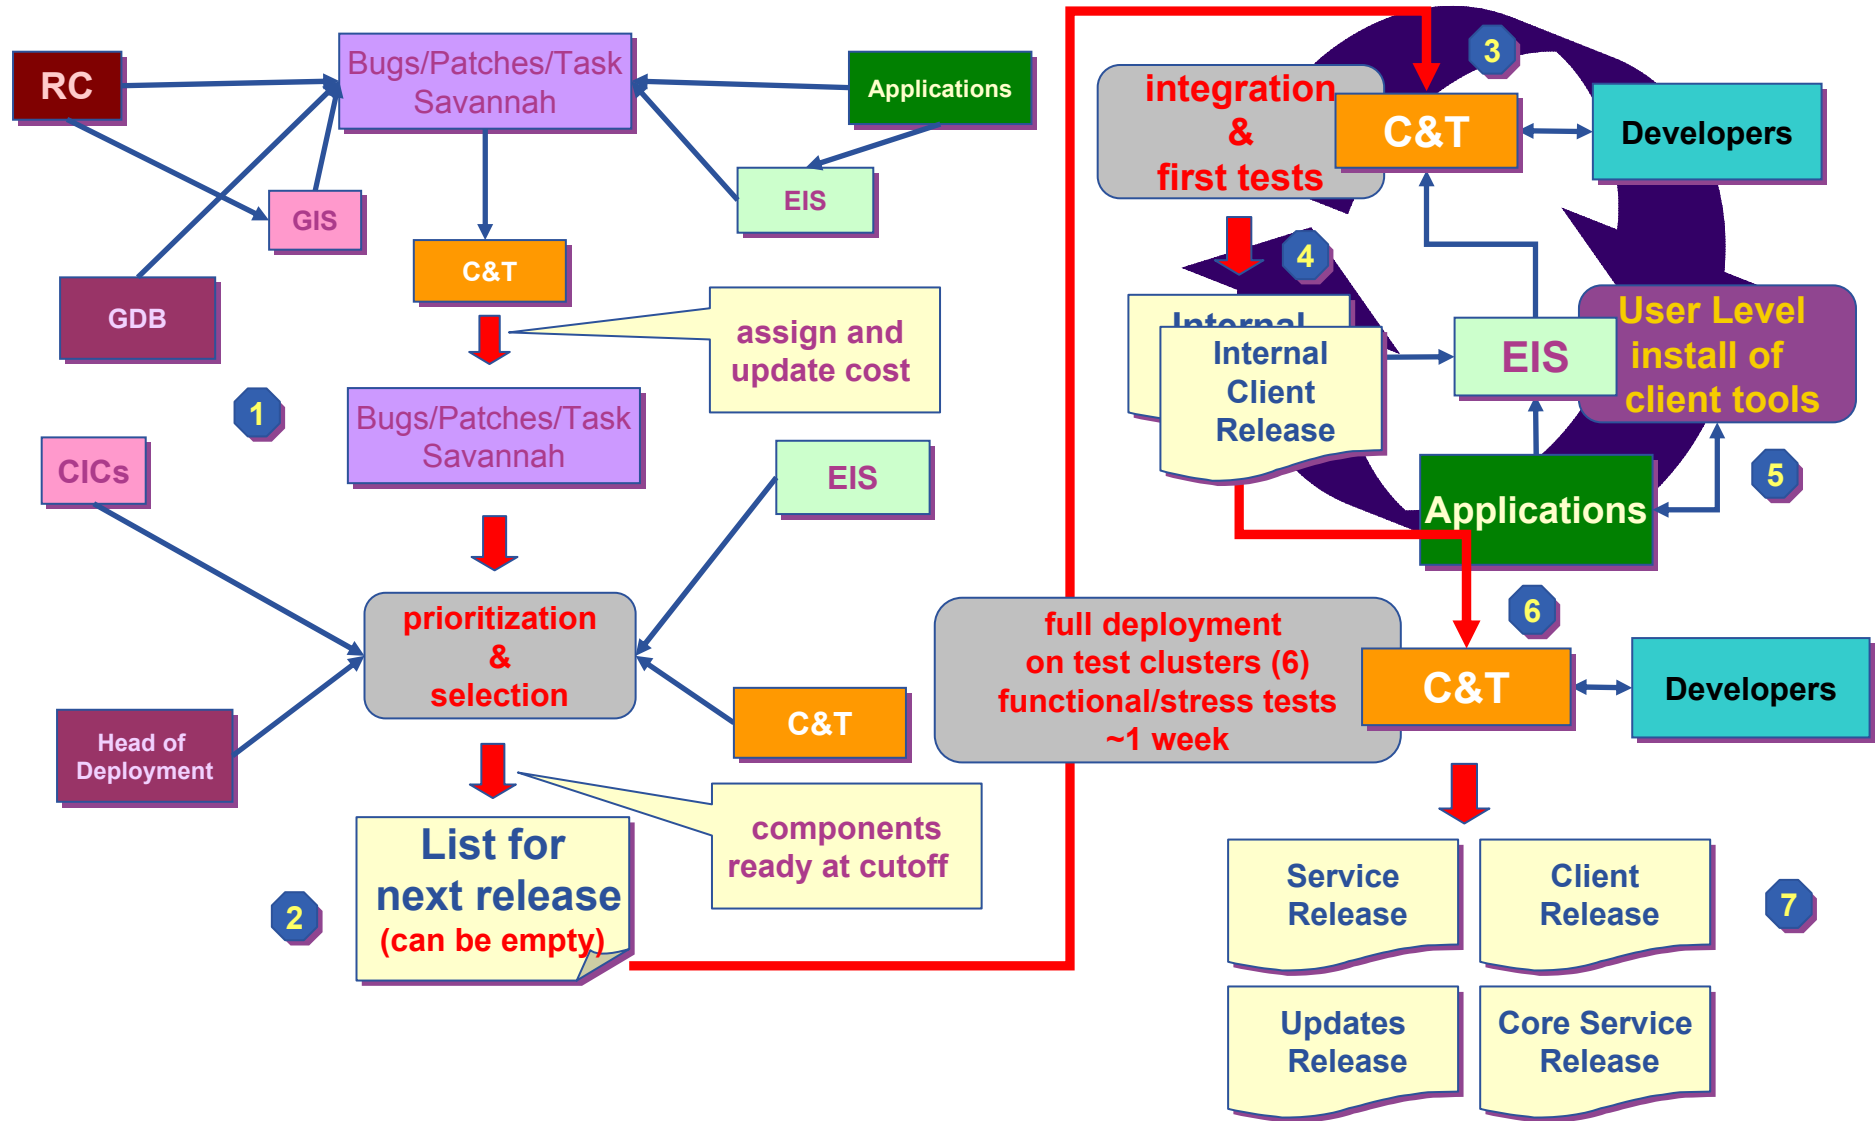 RC
Bugs/Patches/Task
Savannah
Applications
GIS
EIS
GDB
C&T
assign and
update cost
1
Bugs/Patches/Task
Savannah
CICs
EIS
prioritization
&
selection
Head of
Deployment
C&T
components
ready at cutoff
List for
next release
(can be empty)
2
3
integration
&
first tests
C&T
Developers
4
Internal
Internal
Client
Release
EIS
User Level
install of
client tools
5
Applications
6
full deployment
on test clusters (6)
functional/stress tests
~1 week
C&T
Developers
Service
Release
Client
Release
7
Updates
Release
Core Service
Release